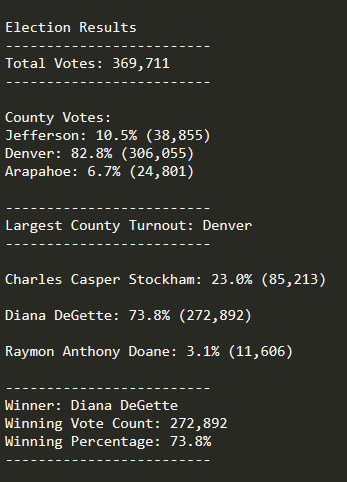 Election Results
-------------------------
Total Votes: 369,711
-------------------------
County Votes:
Jefferson: 10.5% (38,855)
Denver: 82.8% (306,055)
Arapahoe: 6.7% (24,801)
-------------------------
Largest County Turnout: Denver
-------------------------
Charles Casper Stockham: 23.0% (85,213)
Diana DeGette: 73.8% (272,892)
Raymon Anthony Doane: 3.1% (11,606)
-------------------------
Winner: Diana DeGette
Winning Vote Count: 272,892
Winning Percentage: 73.8%
-------------------------